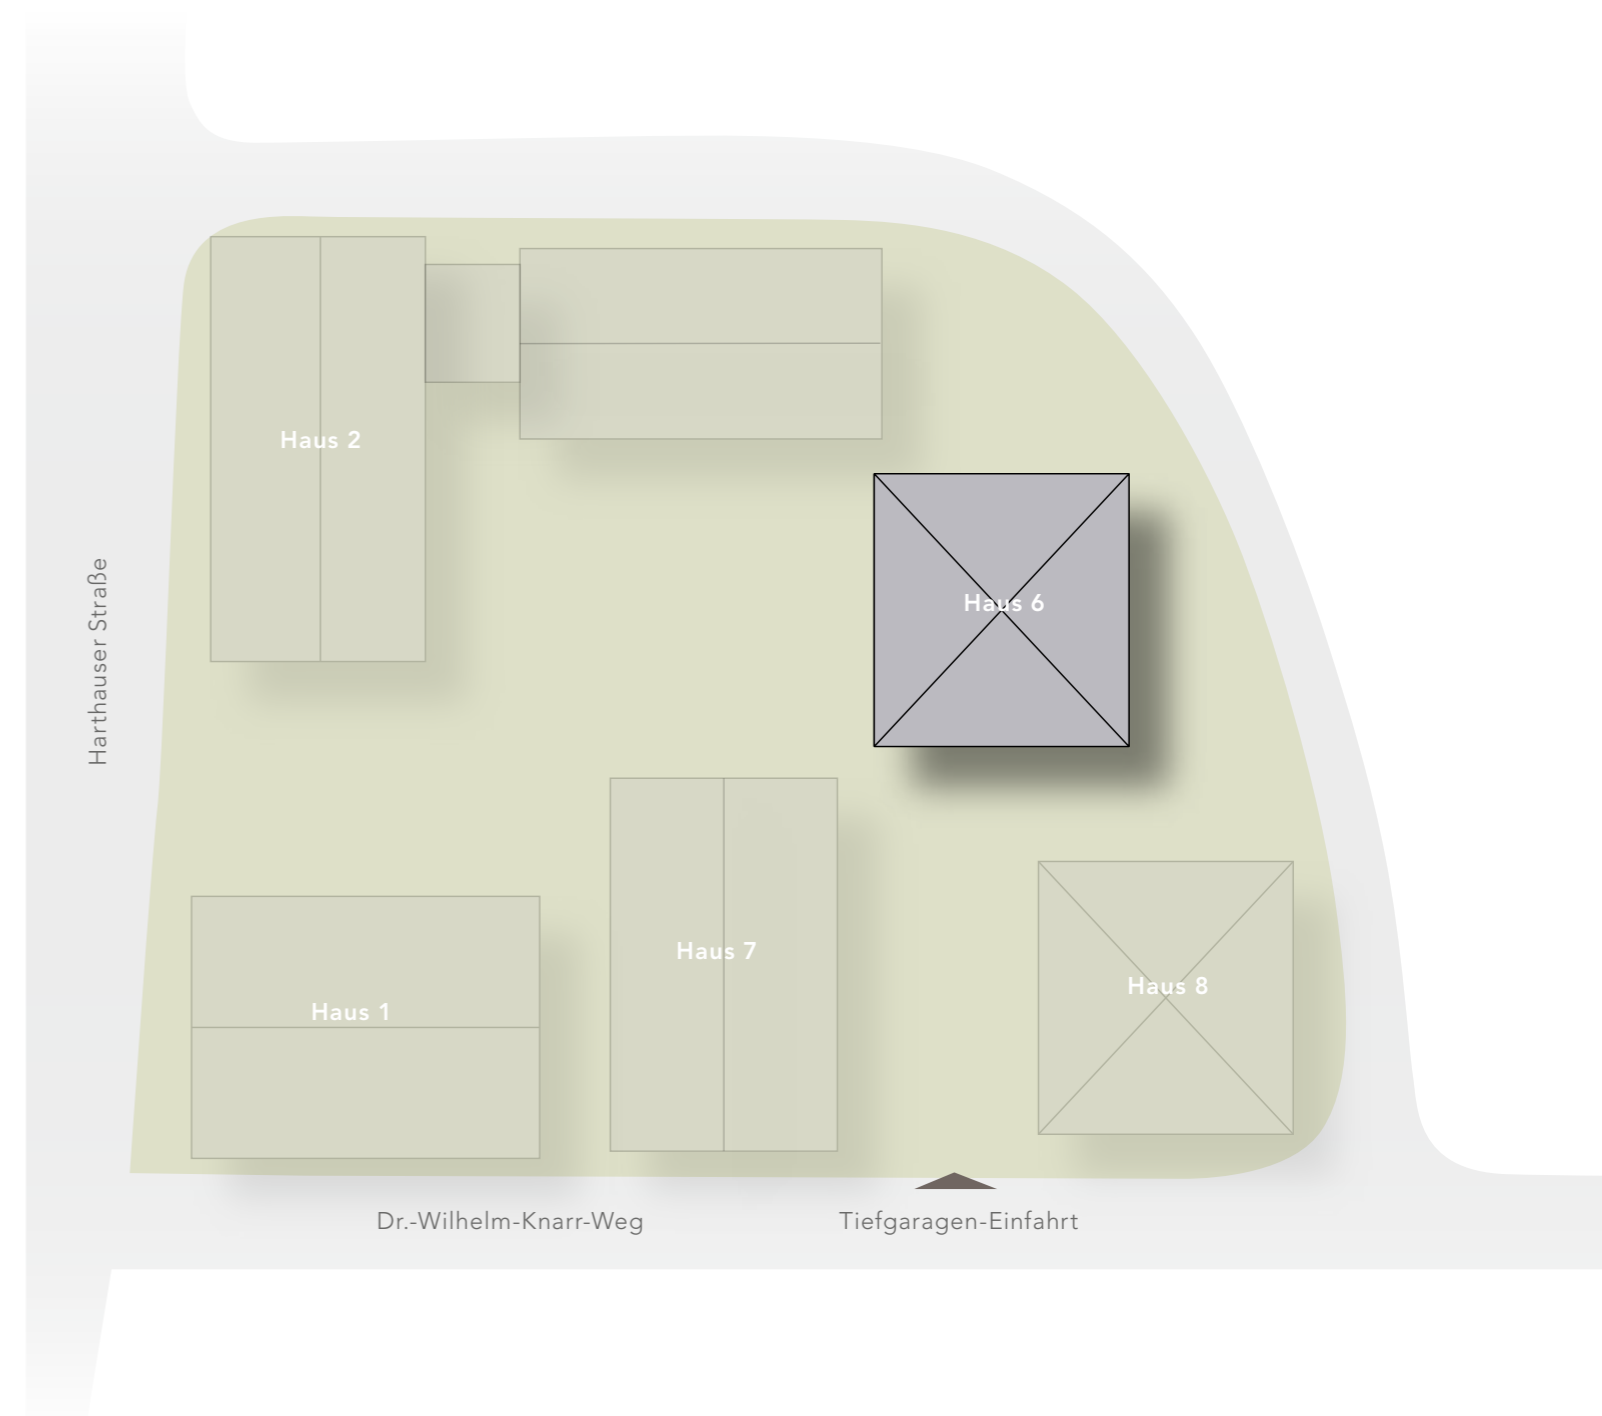 Haus 2
Haus 6
Harthauser Straße
Haus 7
Haus 8
Haus 1
Dr.-Wilhelm-Knarr-Weg
Tiefgaragen-Einfahrt